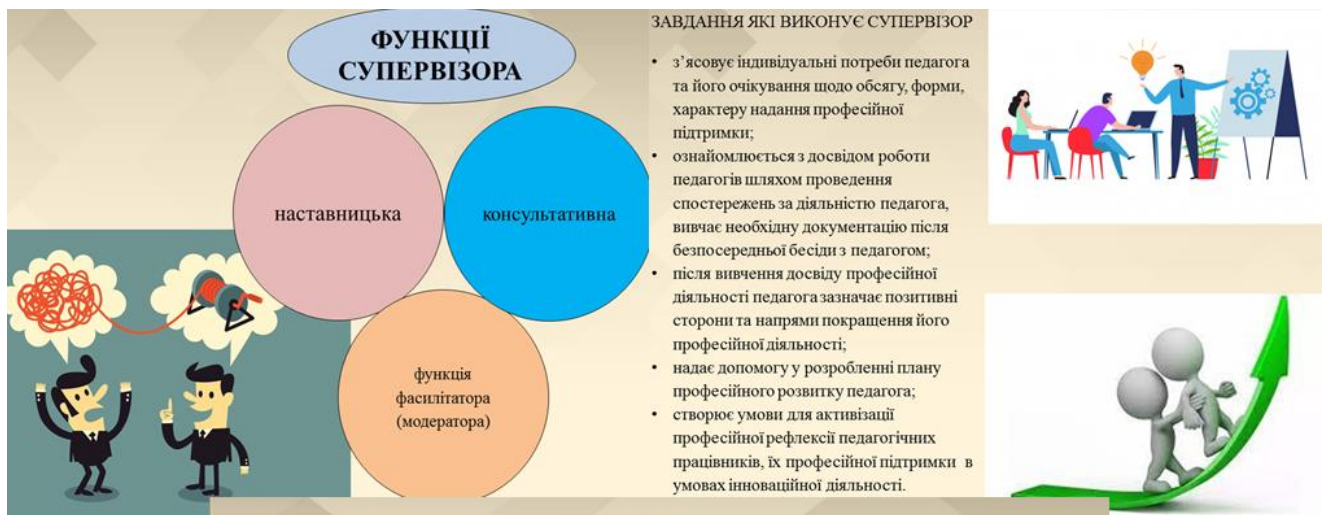 ФУНКЦІЇ
СУПЕРВІЗОРА
наставницька
консультативна
функція
фасилітатора
(модератора)
ЗАВДАННЯ ЯКІ ВИКОНУЄ СУПЕРВІЗОР
• з’ясовує індивідуальні потреби педагога
та його очікування щодо обсягу, форми,
характеру надання професійної
підтримки;
• ознайомлюється з досвідом роботи
педагогів шляхом проведення
спостережень за діяльністю педагога,
вивчає необхідну документацію після
безпосередньої бесіди з педагогом;
• після вивчення досвіду професійної
діяльності педагога зазначає позитивні
сторони та напрями покращення його
професійної діяльності;
• надає допомогу у розробленні плану
професійного розвитку педагога;
• створює умови для активізації
професійної рефлексії педагогічних
працівників, їх професійної підтримки в
умовах інноваційної діяльності.